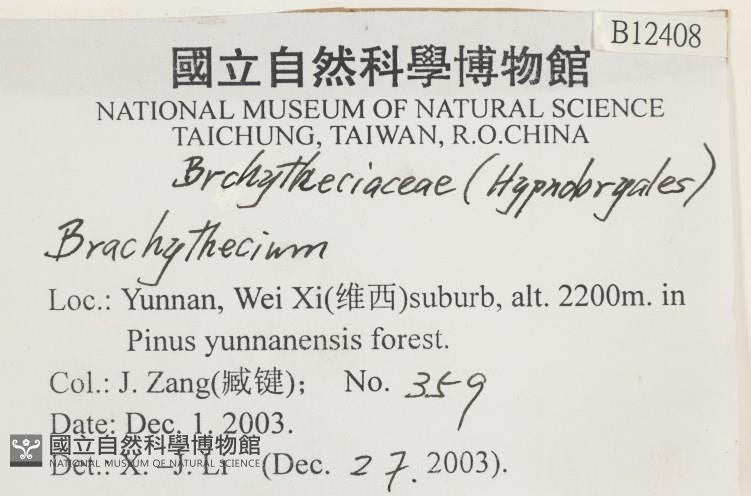 B12408
國立自然科學博物館
NATIONAL MUSEUM OF NATURAL SCIENCE
TAICHUNG, TAIWAN, R.O.CHINA
Brchytheciaceae (Hypnobryales)
Brachythecium
Loc.: Yunnan, Wei Xi(维西)suburb, alt. 2200m. in
Pinus yunnanensis forest.
Col.: J. Zang(臧键); No. 359
Date: Dec. 1. 2003.
國立自然科學博物館
NATIONAL MUSEUM OF NATURAL SCIENCE
Det.: X. –J. Li (Dec. 27. 2003).